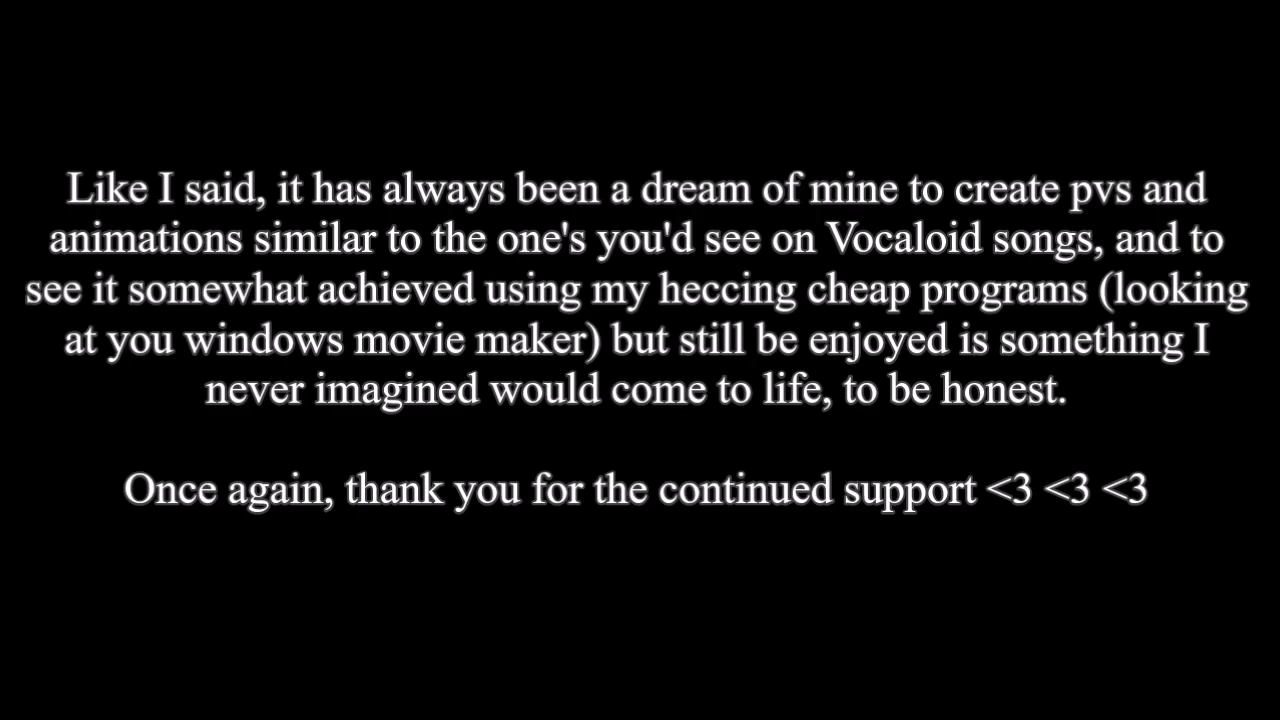 Like I said, it has always been a dream of mine to create pvs and
animations similar to the one's you'd see on Vocaloid songs, and to
see it somewhat achieved using my heccing cheap programs (looking
at you windows movie maker) but still be enjoyed is something I
never imagined would come to life, to be honest.
Once again, thank you for the continued support <3 <3 <3